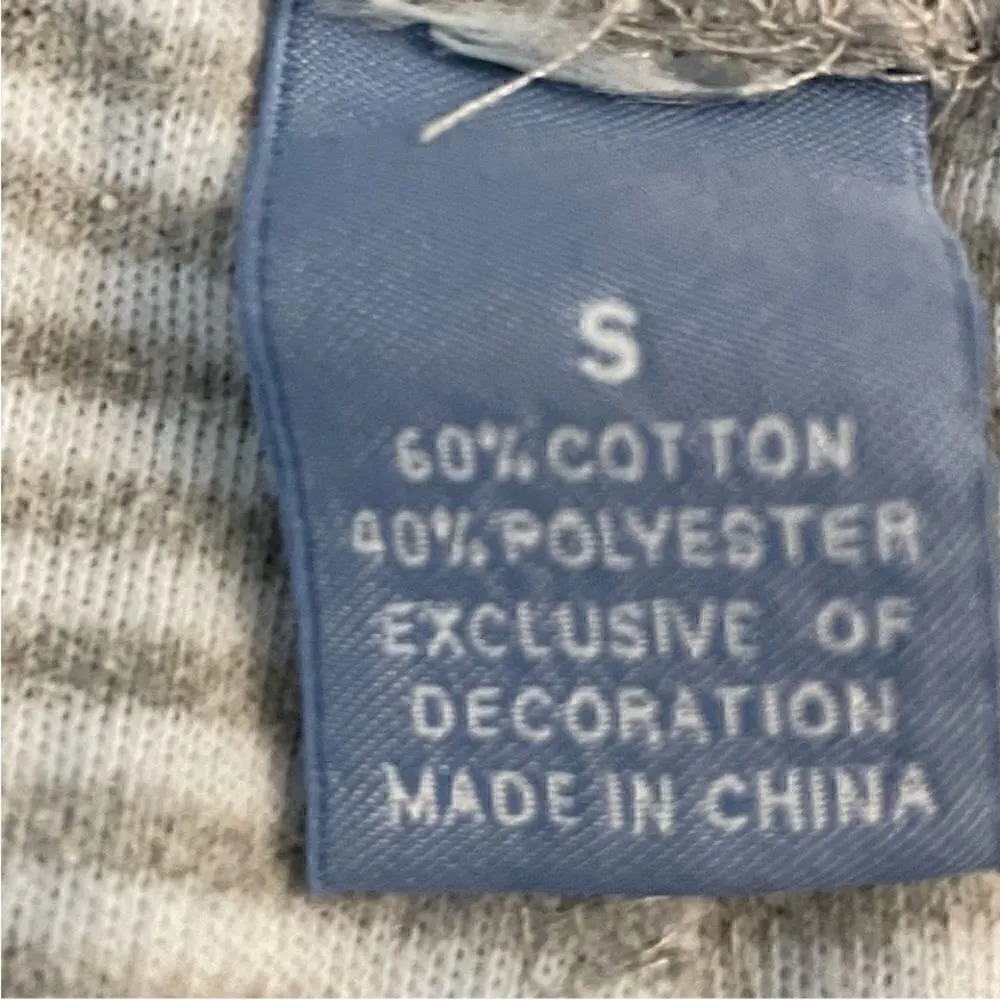 S
60% COTTON
40% POLYESTER
EXCLUSIVE OF
DECORATION
MADE IN CHINA